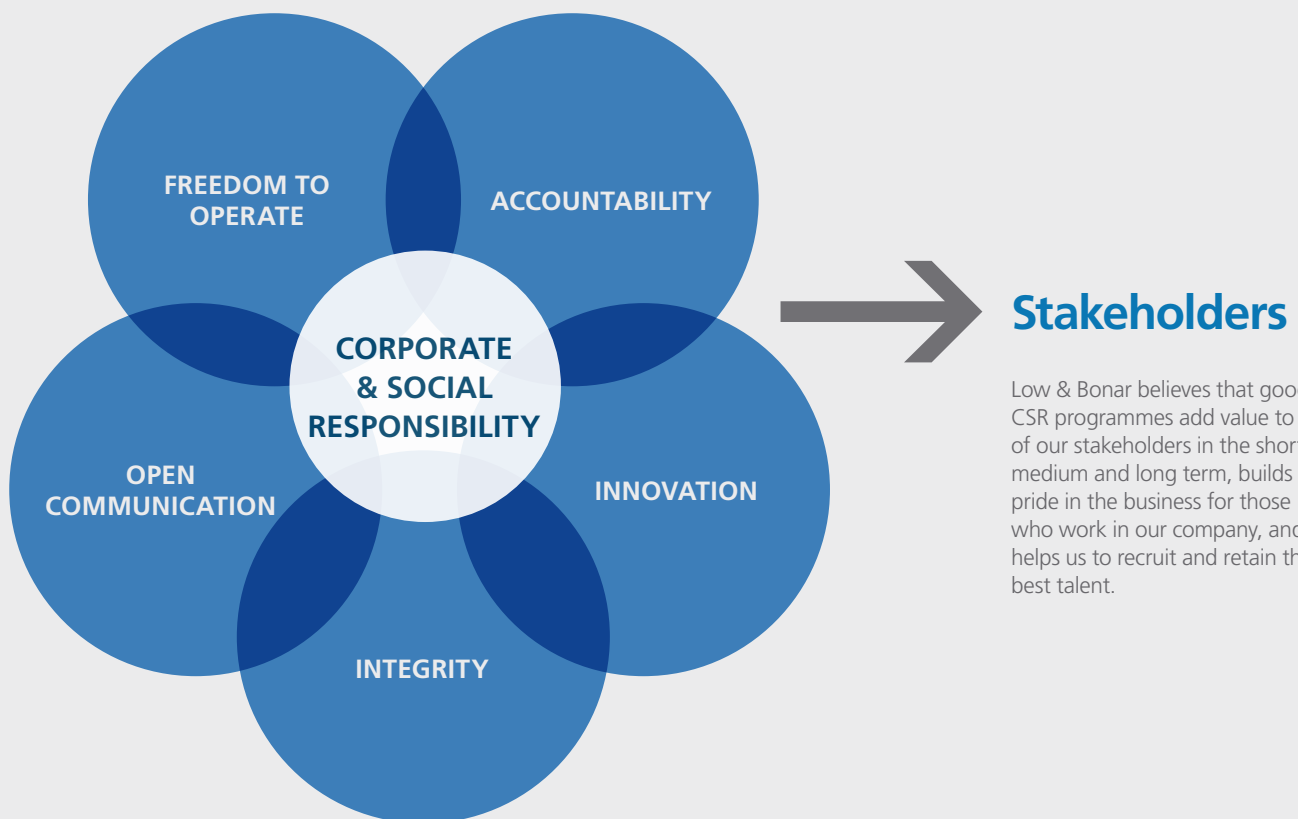 FREEDOM TO
OPERATE
ACCOUNTABILITY
CORPORATE
& SOCIAL
RESPONSIBILITY
OPEN
COMMUNICATION
INNOVATION
INTEGRITY
Stakeholders
Low & Bonar believes that
CSR programmes add value to
of our stakeholders in the
medium and long term, builds
pride in the business for those
who work in our company,
helps us to recruit and retain
best talent.